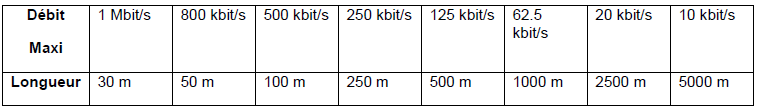 Débit Maxi 1 Mbit/s 800 kbit/s 500 kbit/s 250 kbit/s 125 kbit/s 62.5 kbit/s 20 kbit/s 10 kbit/s
Longueur 30 m 50 m 100 m 250 m 500 m 1000 m 2500 m 5000 m